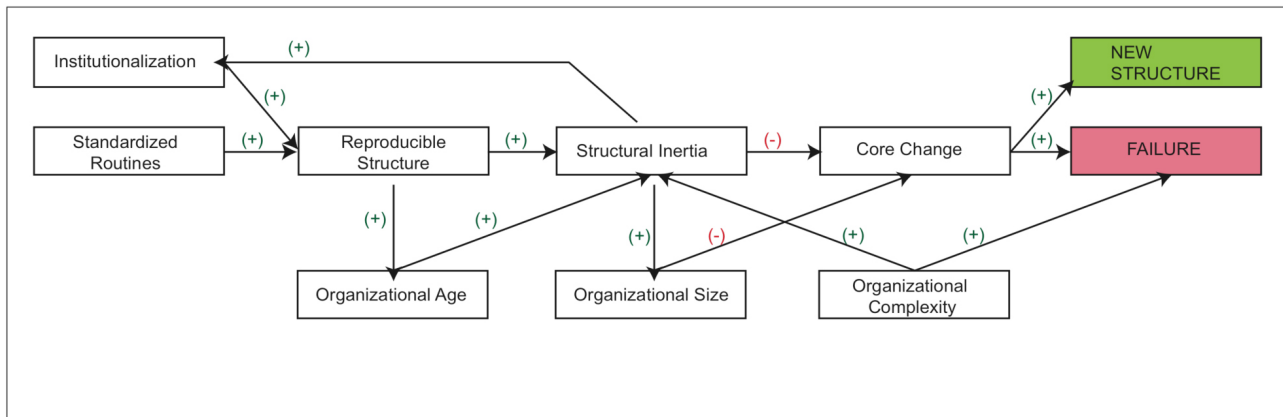 Institutionalization
(+)
NEW
STRUCTURE
(+)
(+)
Standardized
Routines
(+)
Reproducible
Structure
(+)
Structural Inertia
(-)
Core Change
(+)
FAILURE
(+)
(+)
(+)
(-)
(+)
(+)
Organizational Age
Organizational Size
Organizational
Complexity